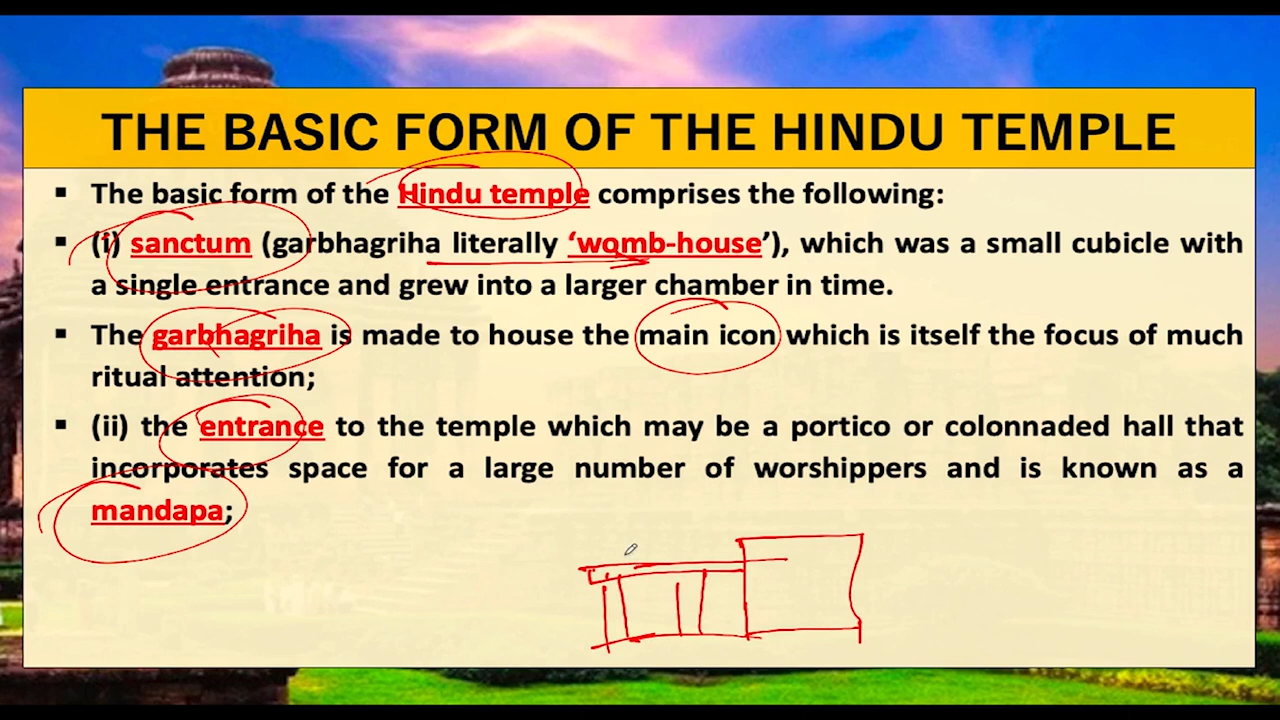 THE BASIC FORM OF THE HINDU TEMPLE
▪ The basic form of the Hindu temple comprises the following:
▪ (i) sanctum (garbhagriha literally ‘womb-house’), which was a small cubicle with
a single entrance and grew into a larger chamber in time.
▪ The garbhagriha is made to house the main icon which is itself the focus of much
ritual attention;
▪ (ii) the entrance to the temple which may be a portico or colonnaded hall that
incorporates space for a large number of worshippers and is known as a
mandapa;